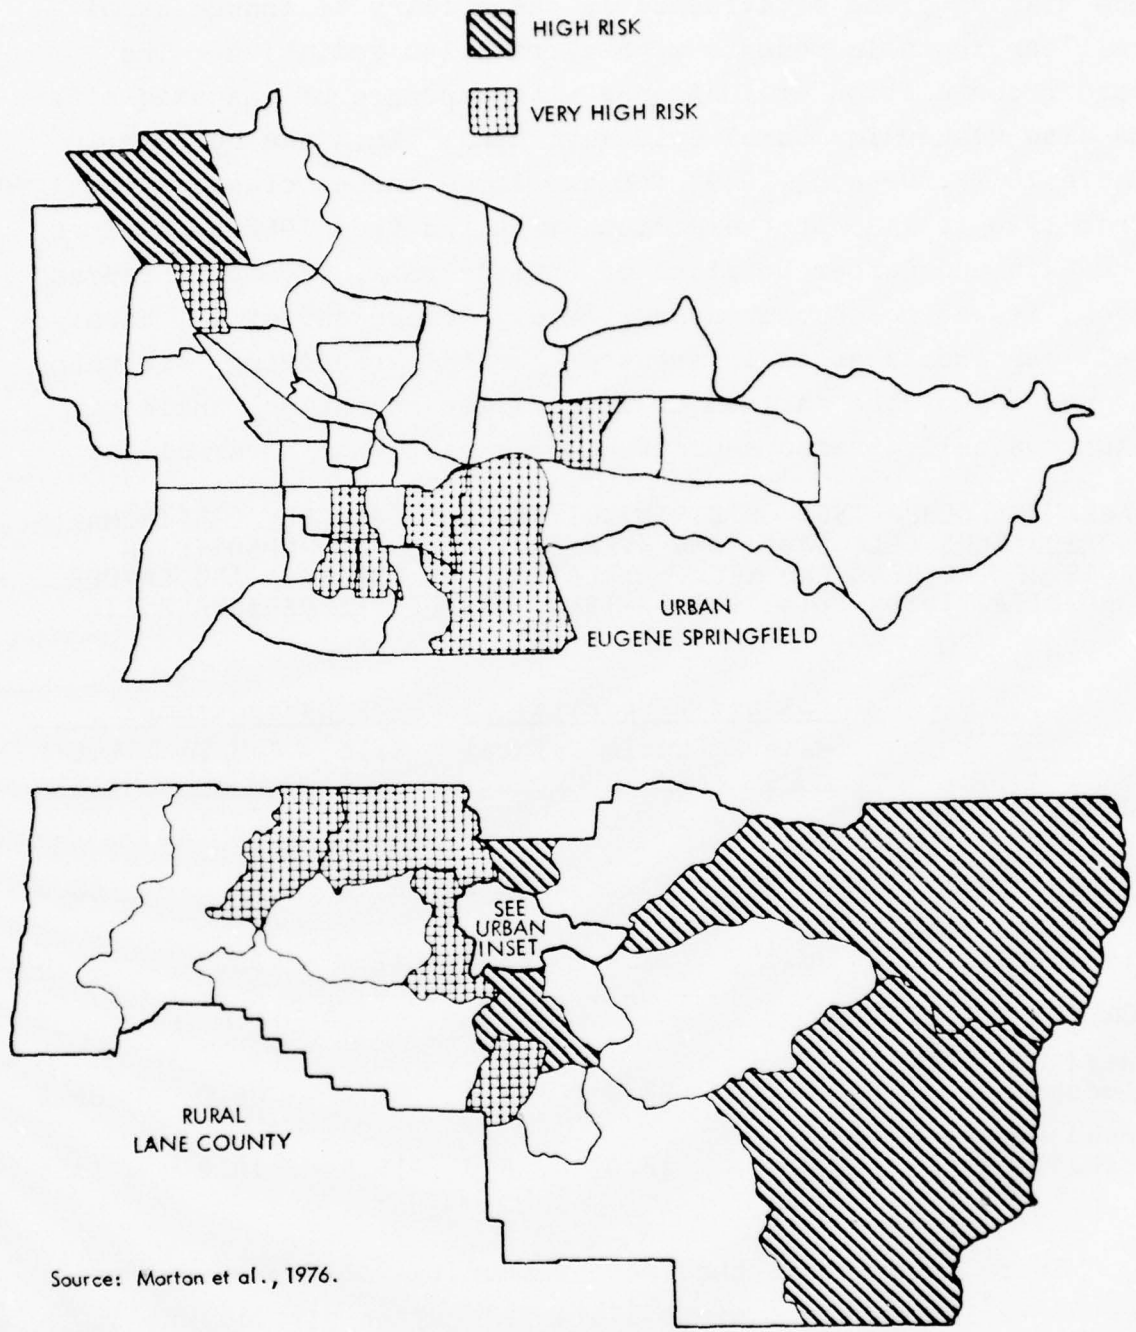 HIGH RISK
VERY HIGH RISK
URBAN
EUGENE SPRINGFIELD
SEE
URBAN
INSET
RURAL
LANE COUNTY
Source: Morton et al., 1976.